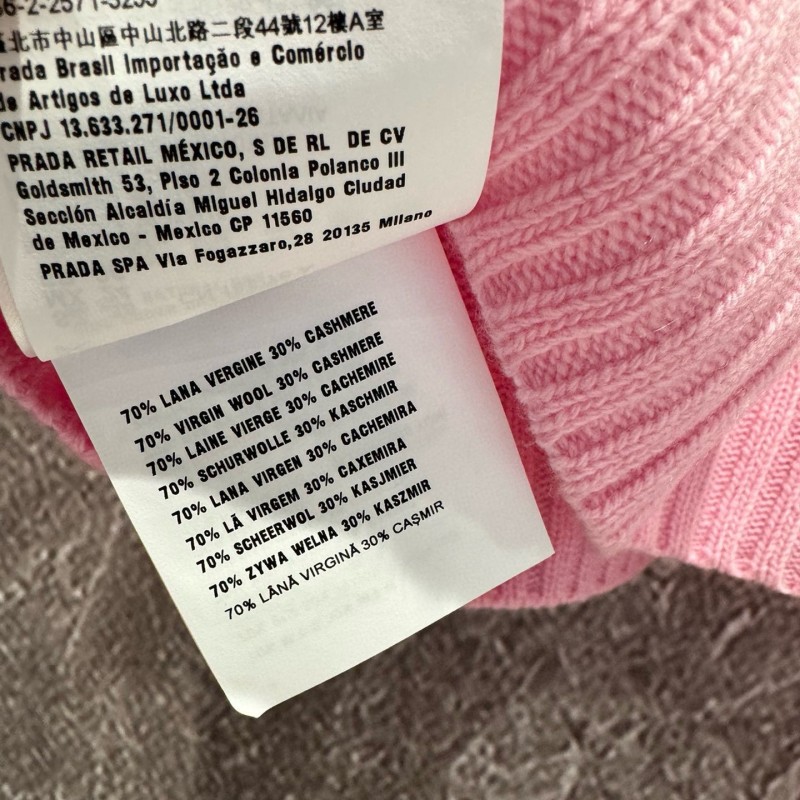 北市中山區中山北路二段44號12樓A室
rada Brasil Importação e Comércio
de Artigos de Luxo Ltda
CNPJ 13.633.271/0001-26
PRADA RETAIL MÉXICO, S DE RL DE CV
Goldsmith 53, Piso 2 Colonia Polanco III
Sección Alcaldía Miguel Hidalgo Ciudad
de Mexico - Mexico CP 11560
PRADA SPA Via Fogazzaro,28 20135 Milano
70% LANA VERGINE 30% CASHMERE
70% VIRGIN WOOL 30% CASHMERE
70% LAINE VIERGE 30% CACHEMIRE
70% SCHURWOLLE 30% KASCHMIR
70% LANA VIRGEN 30% CACHEMIRA
70% LÃ VIRGEM 30% CAXEMIRA
70% SCHEERWOL 30% KASJMIER
70% ZYWA WELNA 30% KASZMIR
70% LÂNĂ VIRGINĂ 30% CAŞMIR